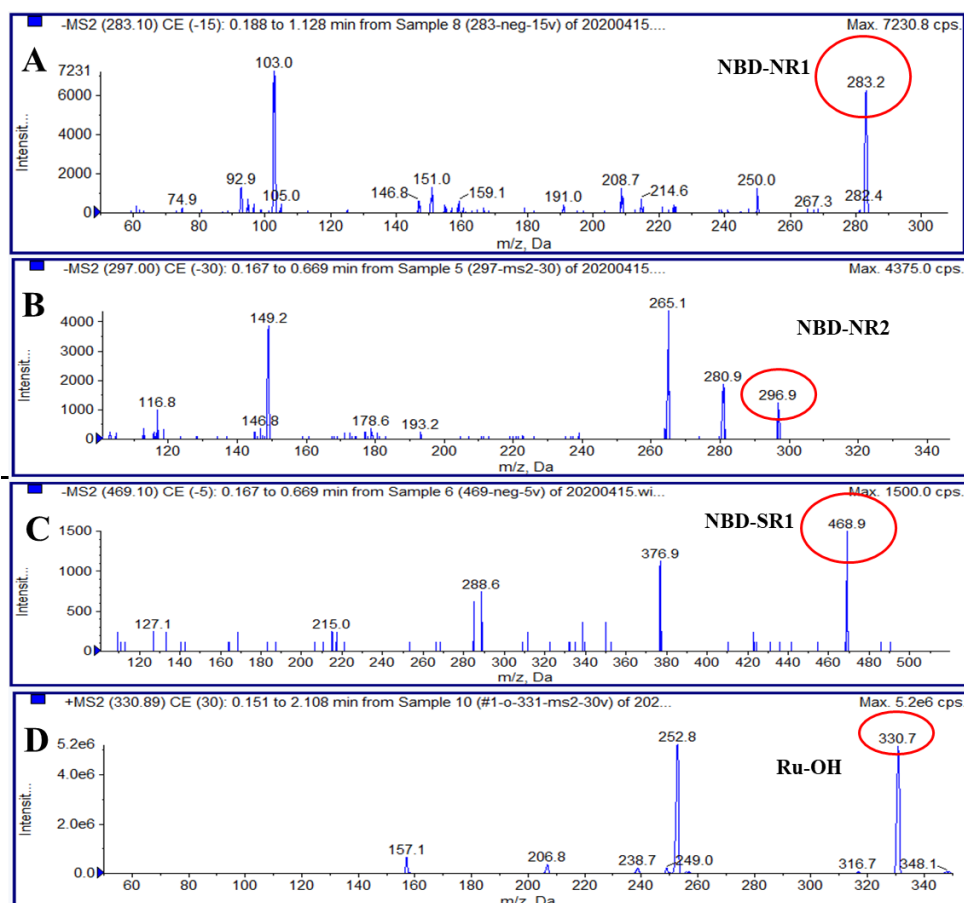 -MS2 (283.10) CE (-15): 0.188 to 1.128 min from Sample 8 (283-neg-15v) of 20200415.... Max. 7230.8 cps.
A
NBD-NR1
Intensit...
7231
6000
4000
2000
0
103.0
283.2
92.9
74.9
105.0
146.8
151.0
159.1
191.0
208.7
214.6
250.0
267.3
282.4
60 80 100 120 140 160 180 200 220 240 260 280 300
m/z, Da
-MS2 (297.00) CE (-30): 0.167 to 0.669 min from Sample 5 (297-ms2-30) of 20200415.... Max. 4375.0 cps.
B
NBD-NR2
Intensit...
4000
3000
2000
1000
0
149.2
265.1
280.9
296.9
116.8
146.8
178.6
193.2
120 140 160 180 200 220 240 260 280 300 320 340
m/z, Da
-MS2 (469.10) CE (-5): 0.167 to 0.669 min from Sample 6 (469-neg-5v) of 20200415.wi... Max. 1500.0 cps.
C
NBD-SR1
Intensit...
1500
1000
500
0
468.9
376.9
288.6
127.1
215.0
120 140 160 180 200 220 240 260 280 300 320 340 360 380 400 420 440 460 480 500
m/z, Da
+MS2 (330.89) CE (30): 0.151 to 2.108 min from Sample 10 (#1-o-331-ms2-30v) of 202... Max. 5.2e6 cps.
D
Ru-OH
Intensit...
5.2e6
4.0e6
2.0e6
0.0
252.8
330.7
157.1
206.8
238.7
249.0
316.7
348.1
60 80 100 120 140 160 180 200 220 240 260 280 300 320 340
m/z, Da